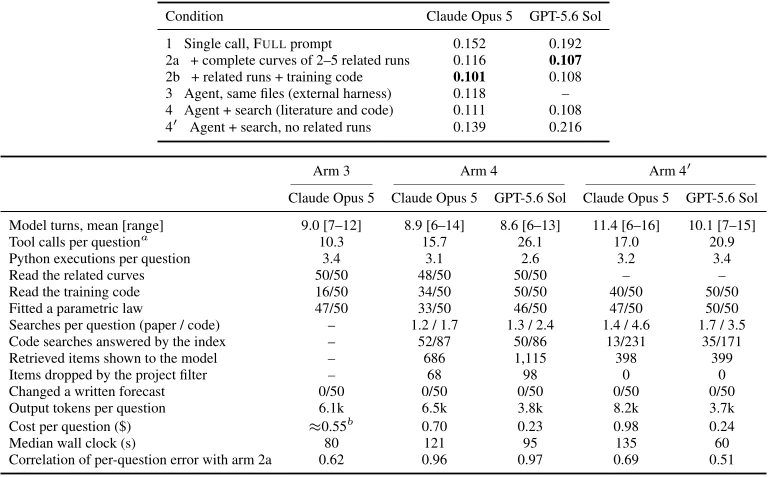 Condition Claude Opus 5 GPT-5.6 Sol
1 Single call, FULL prompt 0.152 0.192
2a + complete curves of 2–5 related runs 0.116 0.107
2b + related runs + training code 0.101 0.108
3 Agent, same files (external harness) 0.118 –
4 Agent + search (literature and code) 0.111 0.108
4′ Agent + search, no related runs 0.139 0.216
Arm 3 Arm 4 Arm 4′
Claude Opus 5 Claude Opus 5 GPT-5.6 Sol Claude Opus 5 GPT-5.6 Sol
Model turns, mean [range] 9.0 [7–12] 8.9 [6–14] 8.6 [6–13] 11.4 [6–16] 10.1 [7–15]
Tool calls per question a 10.3 15.7 26.1 17.0 20.9
Python executions per question 3.4 3.1 2.6 3.2 3.4
Read the related curves 50/50 48/50 50/50 – –
Read the training code 16/50 34/50 50/50 40/50 50/50
Fitted a parametric law 47/50 33/50 46/50 47/50 50/50
Searches per question (paper / code) – 1.2 / 1.7 1.3 / 2.4 1.4 / 4.6 1.7 / 3.5
Code searches answered by the index – 52/87 50/86 13/231 35/171
Retrieved items shown to the model – 686 1,115 398 399
Items dropped by the project filter – 68 98 0 0
Changed a written forecast 0/50 0/50 0/50 0/50 0/50
Output tokens per question 6.1k 6.5k 3.8k 8.2k 3.7k
Cost per question ($) ≈0.55 b 0.70 0.23 0.98 0.24
Median wall clock (s) 80 121 95 135 60
Correlation of per-question error with arm 2a 0.62 0.96 0.97 0.69 0.51